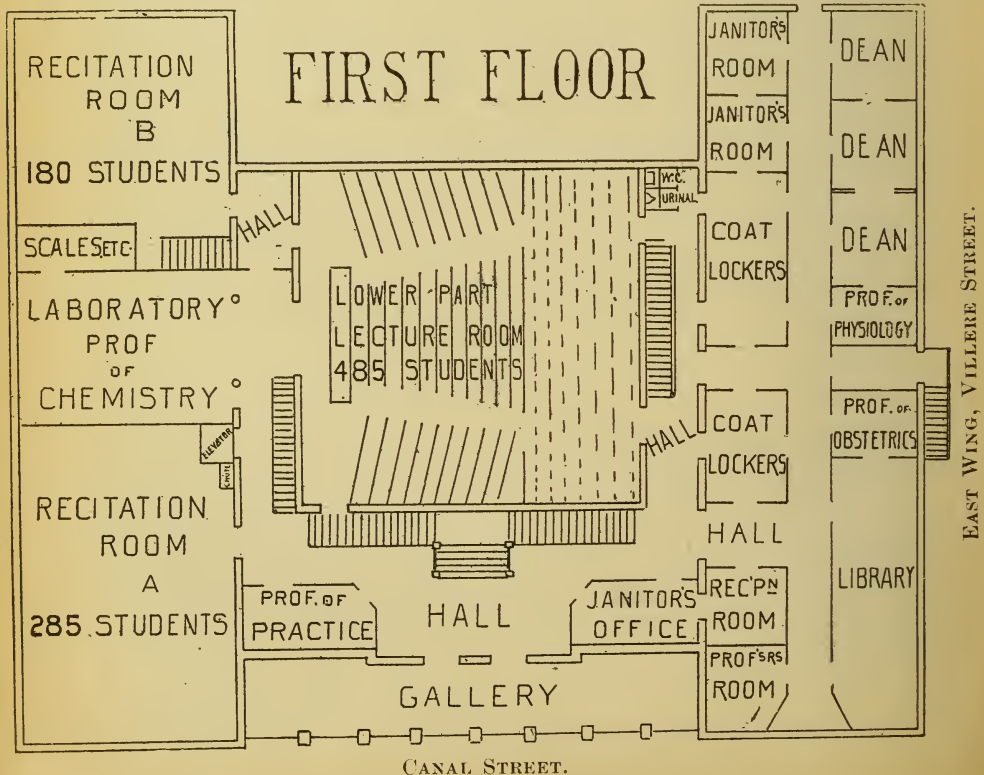 FIRST FLOOR
RECITATION
ROOM
B
180 STUDENTS
SCALES, ETC.
HALL
LABORATORY
PROF
OF
CHEMISTRY
ELEVATOR
CHUTE
RECITATION
ROOM
A
285 STUDENTS
LOWER PART
LECTURE ROOM
485 STUDENTS
W.C.
URINAL
HALL
PROF. OF
PRACTICE
HALL
JANITOR'S
OFFICE
GALLERY
JANITOR'S
ROOM
JANITOR'S
ROOM
COAT
LOCKERS
COAT
LOCKERS
HALL
REC'PN
ROOM
PROF'SRS
ROOM
DEAN
DEAN
DEAN
PROF. OF
PHYSIOLOGY
PROF. OF
OBSTETRICS
LIBRARY
EAST WING, VILLERE STREET.
CANAL STREET.